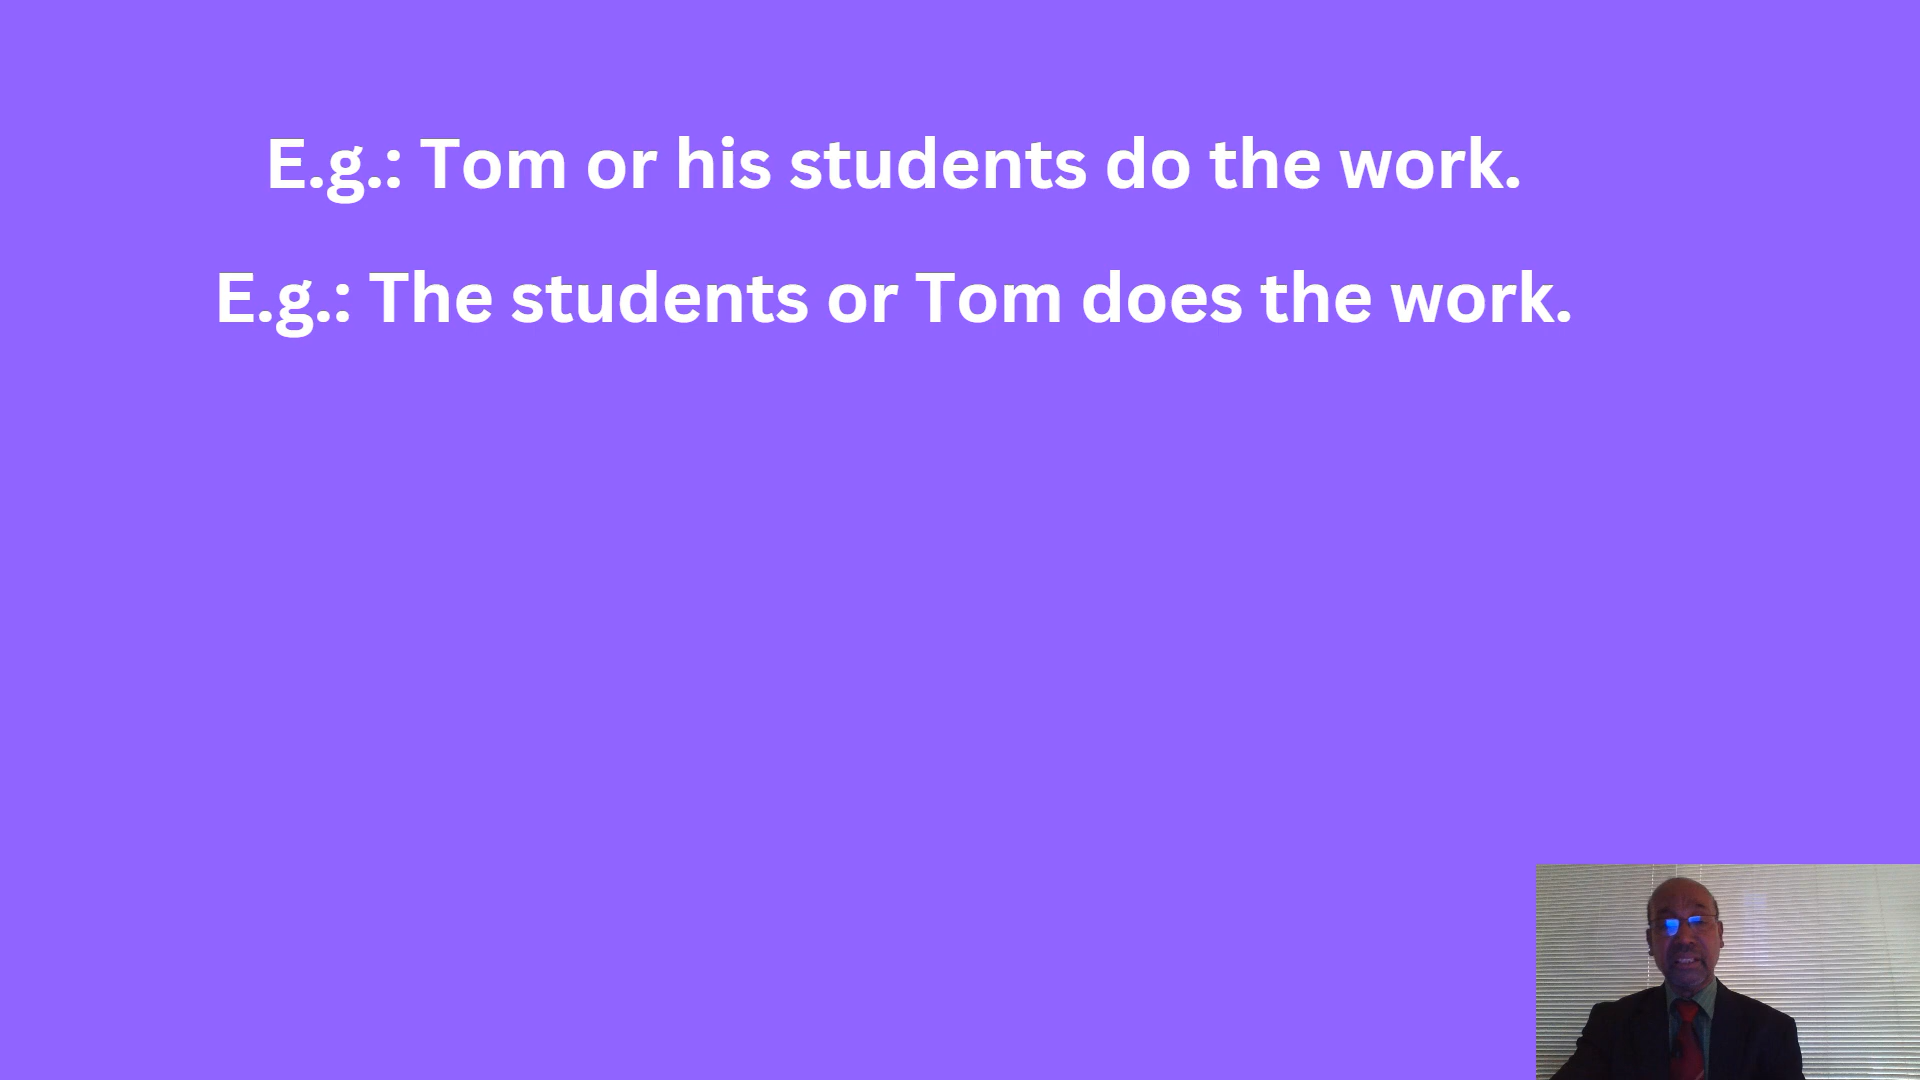 E.g.: Tom or his students do the work.
E.g.: The students or Tom does the work.